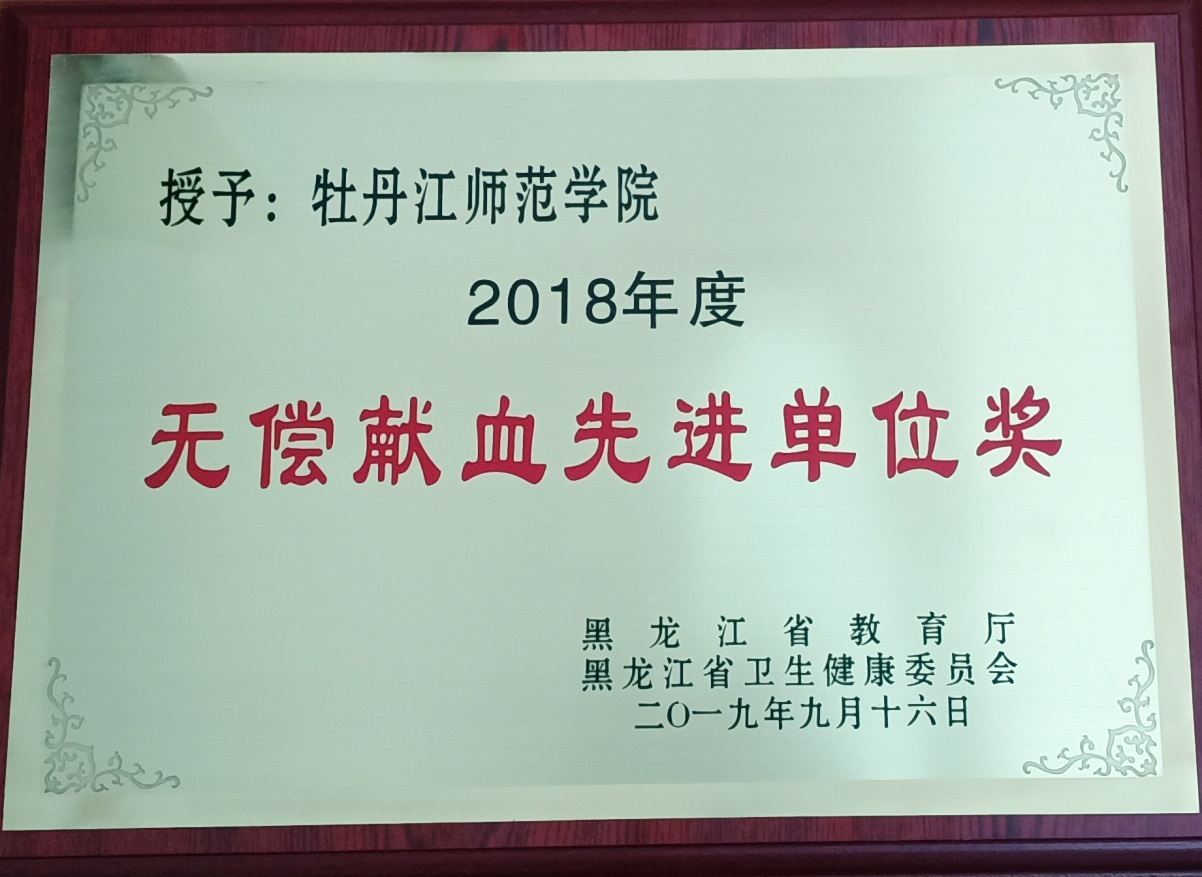 授予：牡丹江师范学院
2018年度
无偿献血先进单位奖
黑龙江省教育厅
黑龙江省卫生健康委员会
二〇一九年九月十六日